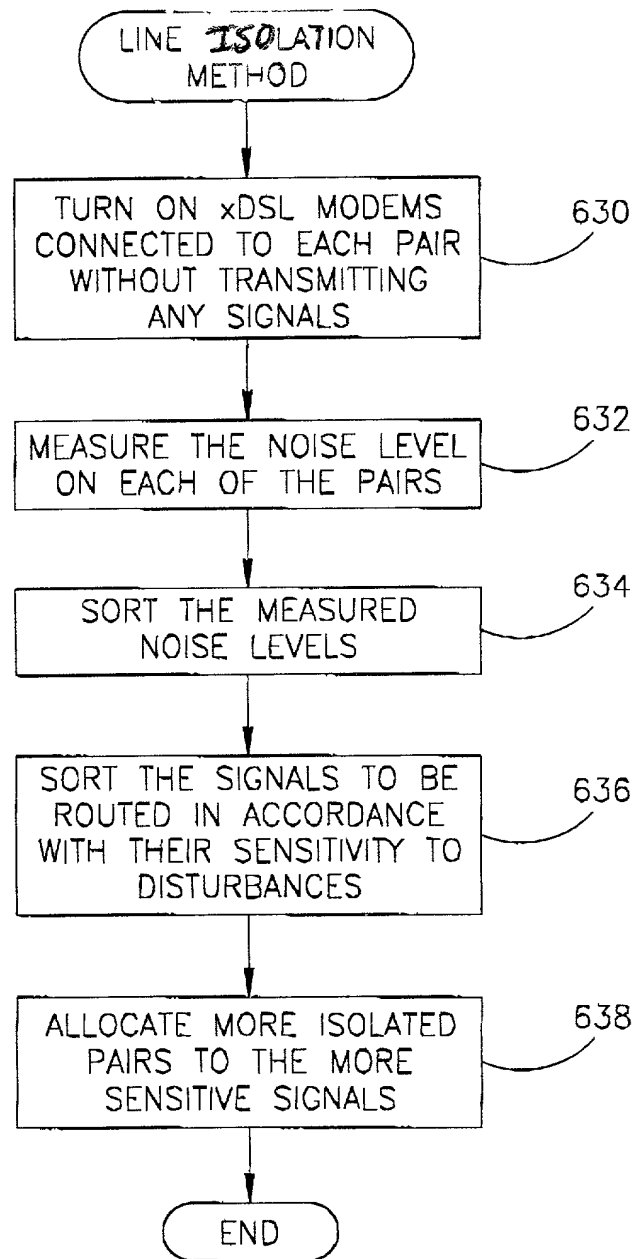 LINE ISOLATION
METHOD
TURN ON xDSL MODEMS
CONNECTED TO EACH PAIR
WITHOUT TRANSMITTING
ANY SIGNALS
630
MEASURE THE NOISE LEVEL
ON EACH OF THE PAIRS
632
SORT THE MEASURED
NOISE LEVELS
634
SORT THE SIGNALS TO BE
ROUTED IN ACCORDANCE
WITH THEIR SENSITIVITY TO
DISTURBANCES
636
ALLOCATE MORE ISOLATED
PAIRS TO THE MORE
SENSITIVE SIGNALS
638
END